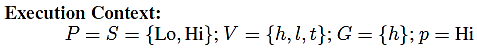 Execution Context:
P = S = {Lo, Hi}; V = {h, l, t}; G = {h}; p = Hi